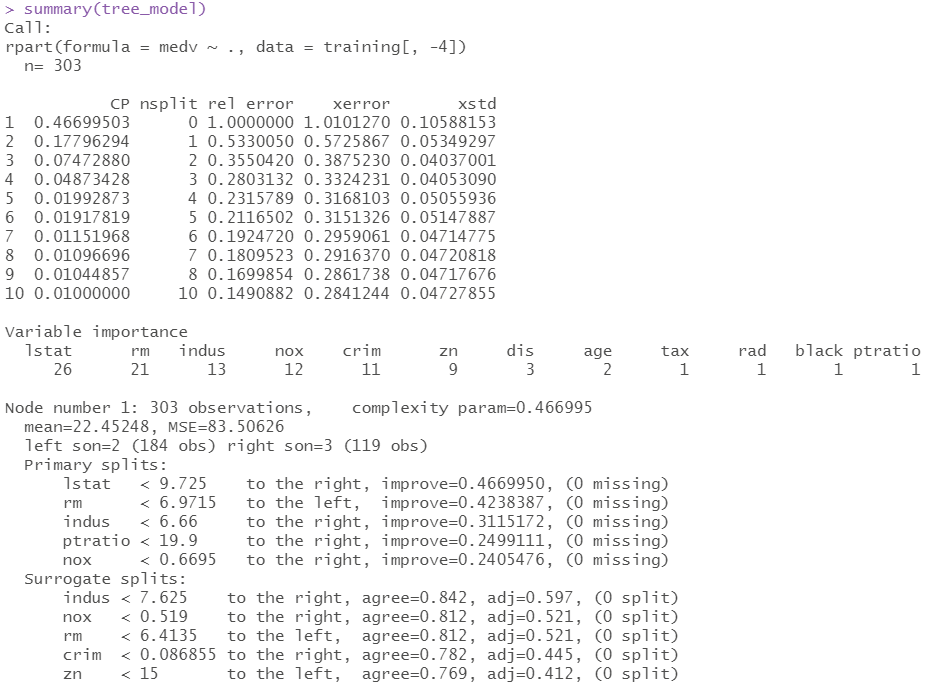 > summary(tree_model)
Call:
rpart(formula = medv ~ ., data = training[, -4])
  n= 303

           CP nsplit rel error    xerror       xstd
1  0.46699503      0 1.0000000 1.0101270 0.10588153
2  0.17796294      1 0.5330050 0.5725867 0.05349297
3  0.07472880      2 0.3550420 0.3875230 0.04037001
4  0.04873428      3 0.2803132 0.3324231 0.04053090
5  0.01992873      4 0.2315789 0.3168103 0.05055936
6  0.01917819      5 0.2116502 0.3151326 0.05147887
7  0.01151968      6 0.1924720 0.2959061 0.04714775
8  0.01096696      7 0.1809523 0.2916370 0.04720818
9  0.01044857      8 0.1699854 0.2861738 0.04717676
10 0.01000000     10 0.1490882 0.2841244 0.04727855

Variable importance
  lstat      rm   indus     nox    crim      zn     dis     age     tax     rad   black ptratio
     26      21      13      12      11       9       3       2       1       1       1       1

Node number 1: 303 observations,    complexity param=0.466995
  mean=22.45248, MSE=83.50626
  left son=2 (184 obs) right son=3 (119 obs)
  Primary splits:
      lstat   < 9.725    to the right, improve=0.4669950, (0 missing)
      rm      < 6.9715   to the left,  improve=0.4238387, (0 missing)
      indus   < 6.66     to the right, improve=0.3115172, (0 missing)
      ptratio < 19.9     to the right, improve=0.2499111, (0 missing)
      nox     < 0.6695   to the right, improve=0.2405476, (0 missing)
  Surrogate splits:
      indus < 7.625    to the right, agree=0.842, adj=0.597, (0 split)
      nox   < 0.519    to the right, agree=0.812, adj=0.521, (0 split)
      rm    < 6.4135   to the left,  agree=0.812, adj=0.521, (0 split)
      crim  < 0.086855 to the right, agree=0.782, adj=0.445, (0 split)
      zn    < 15       to the left,  agree=0.769, adj=0.412, (0 split)